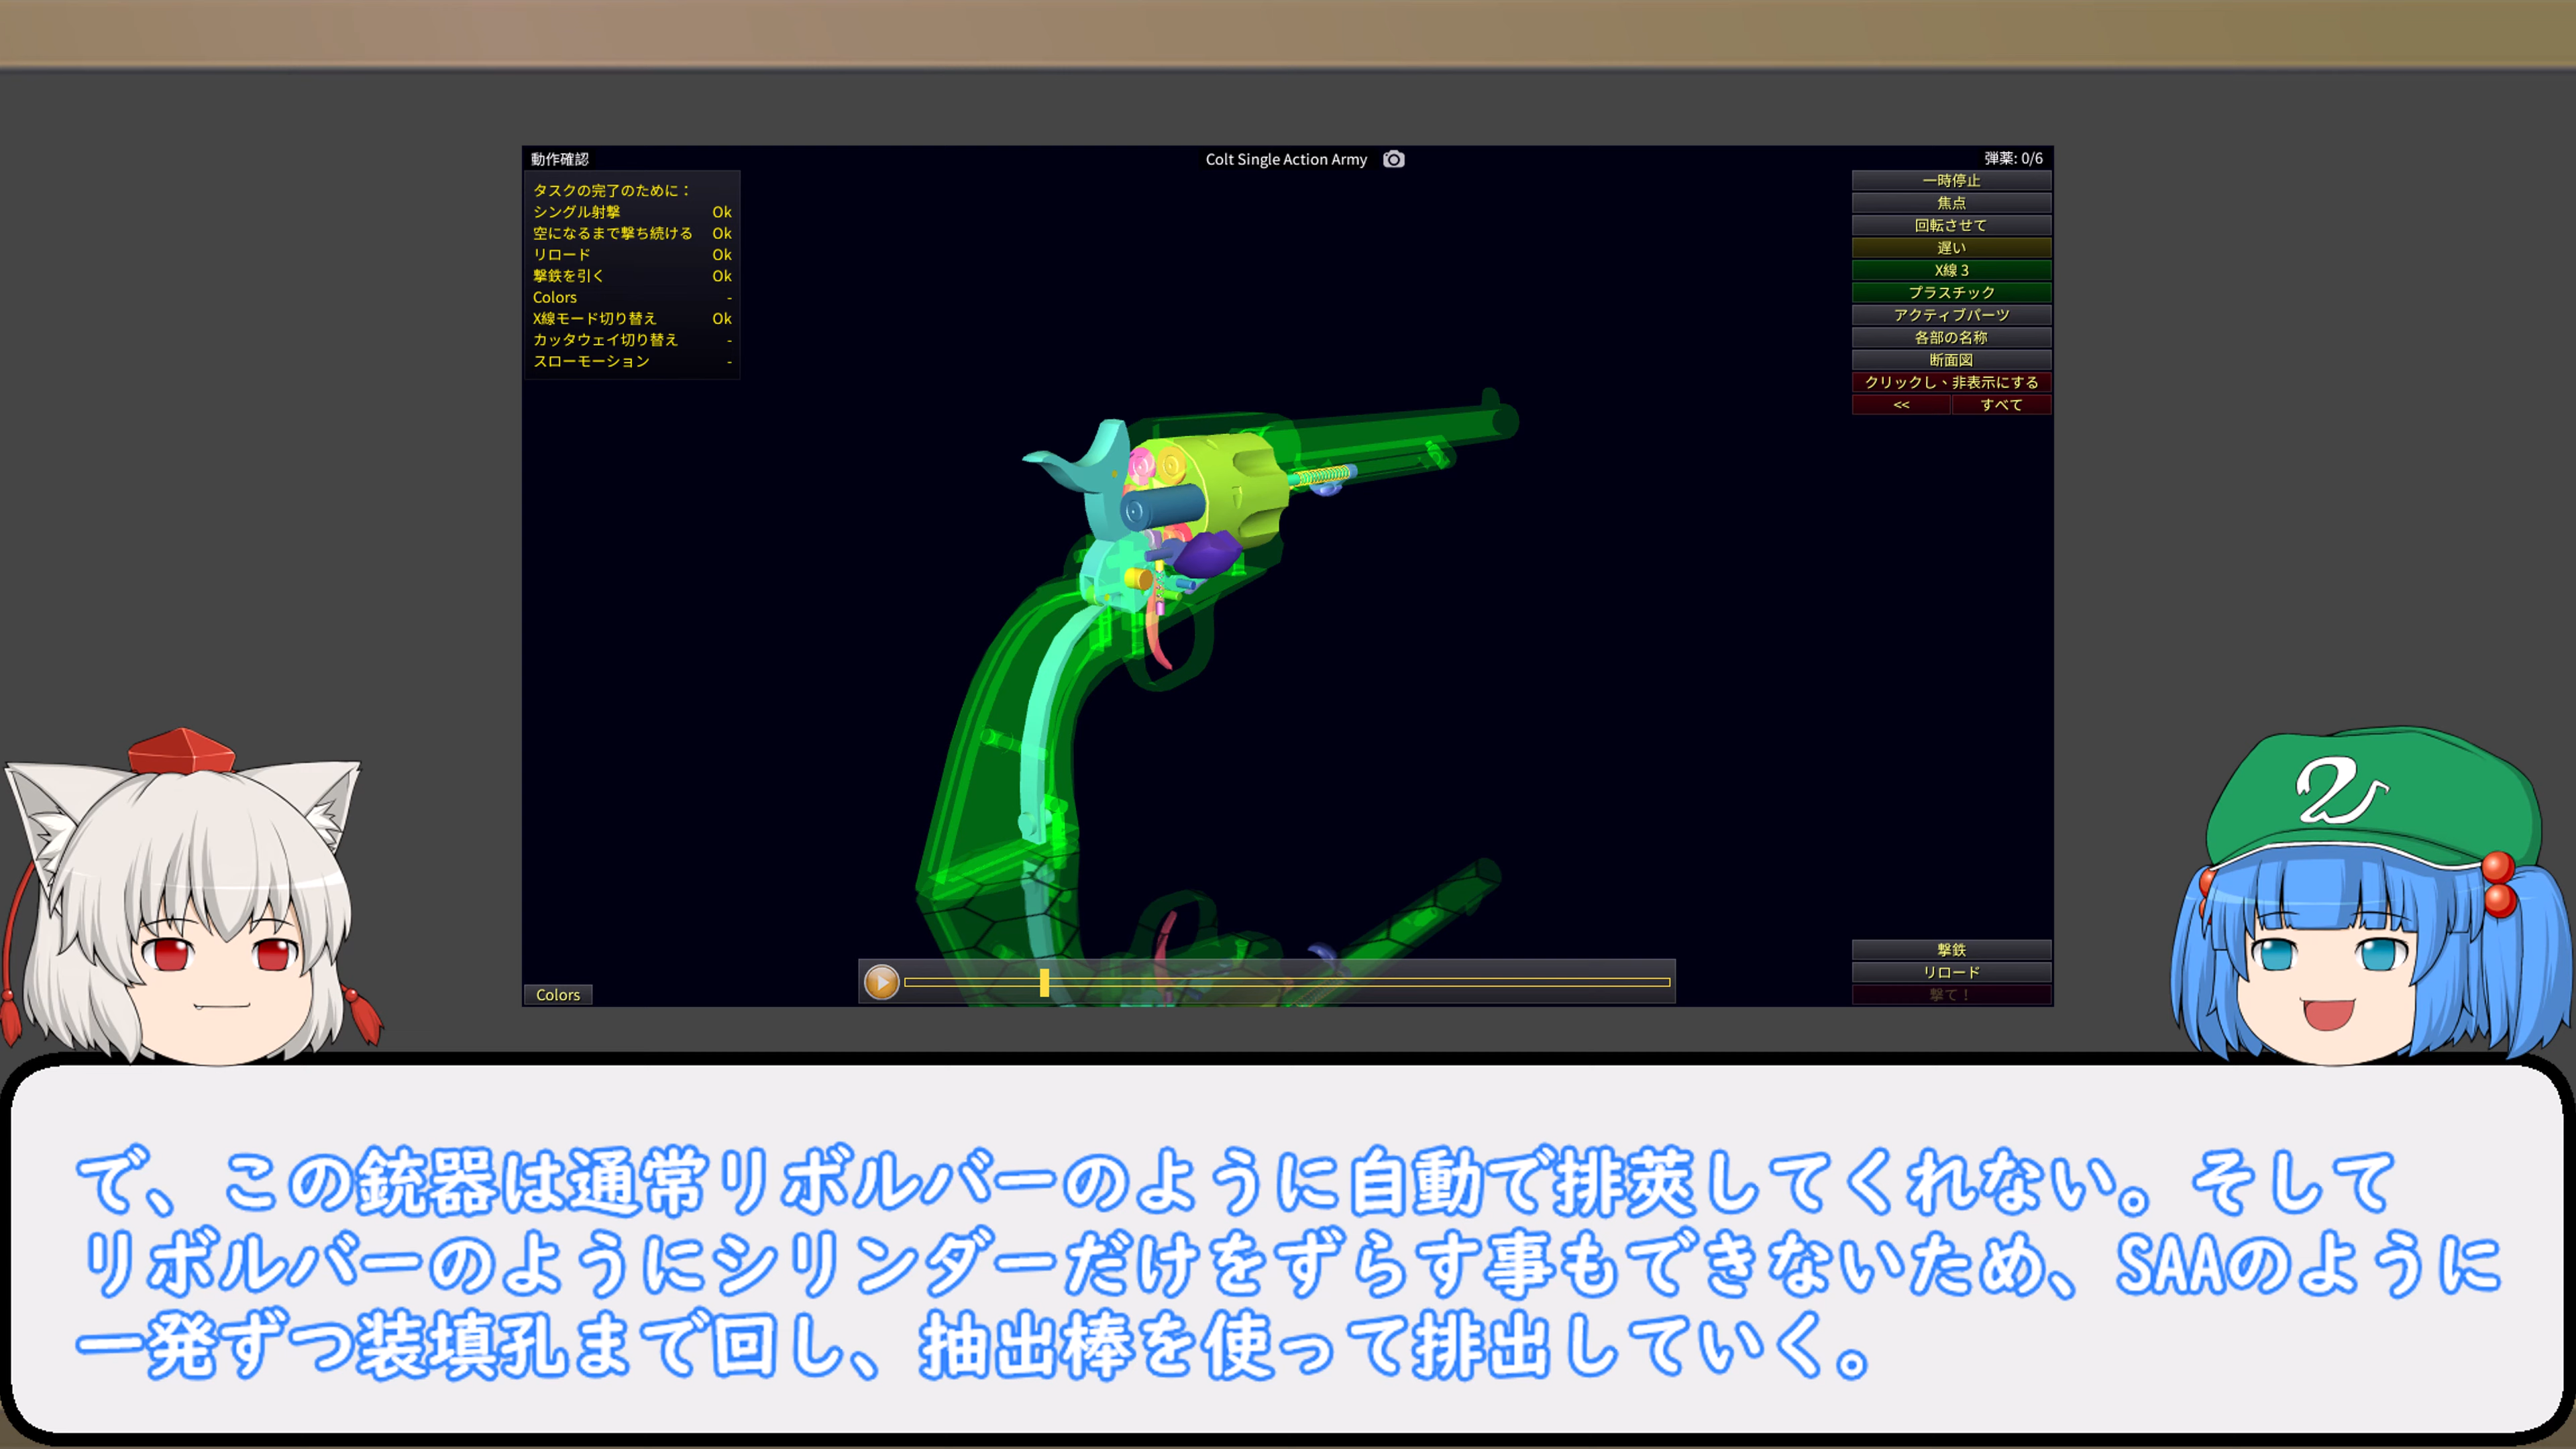 動作確認
Colt Single Action Army
弾薬: 0/6
タスクの完了のために：
シングル射撃 Ok
空になるまで撃ち続ける Ok
リロード Ok
撃鉄を引く Ok
Colors -
X線モード切り替え Ok
カッタウェイ切り替え -
スローモーション -
一時停止
焦点
回転させて
遅い
X線 3
プラスチック
アクティブパーツ
各部の名称
断面図
クリックし、非表示にする
<< すべて
撃鉄
リロード
撃て！
Colors
で、この銃器は通常リボルバーのように自動で排莢してくれない。そして
リボルバーのようにシリンダーだけをずらす事もできないため、SAAのように
一発ずつ装填孔まで回し、抽出棒を使って排出していく。